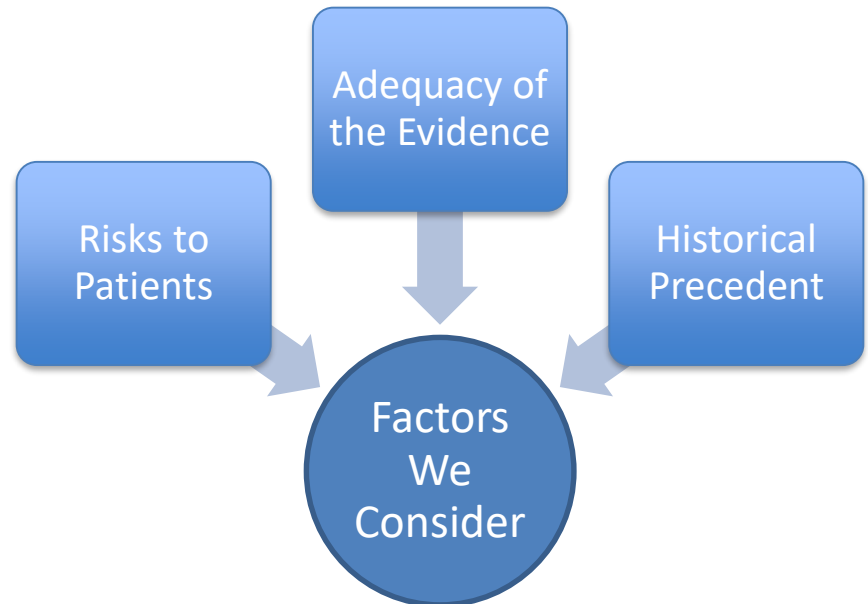 Adequacy of
the Evidence
Risks to
Patients
Historical
Precedent
Factors
We
Consider